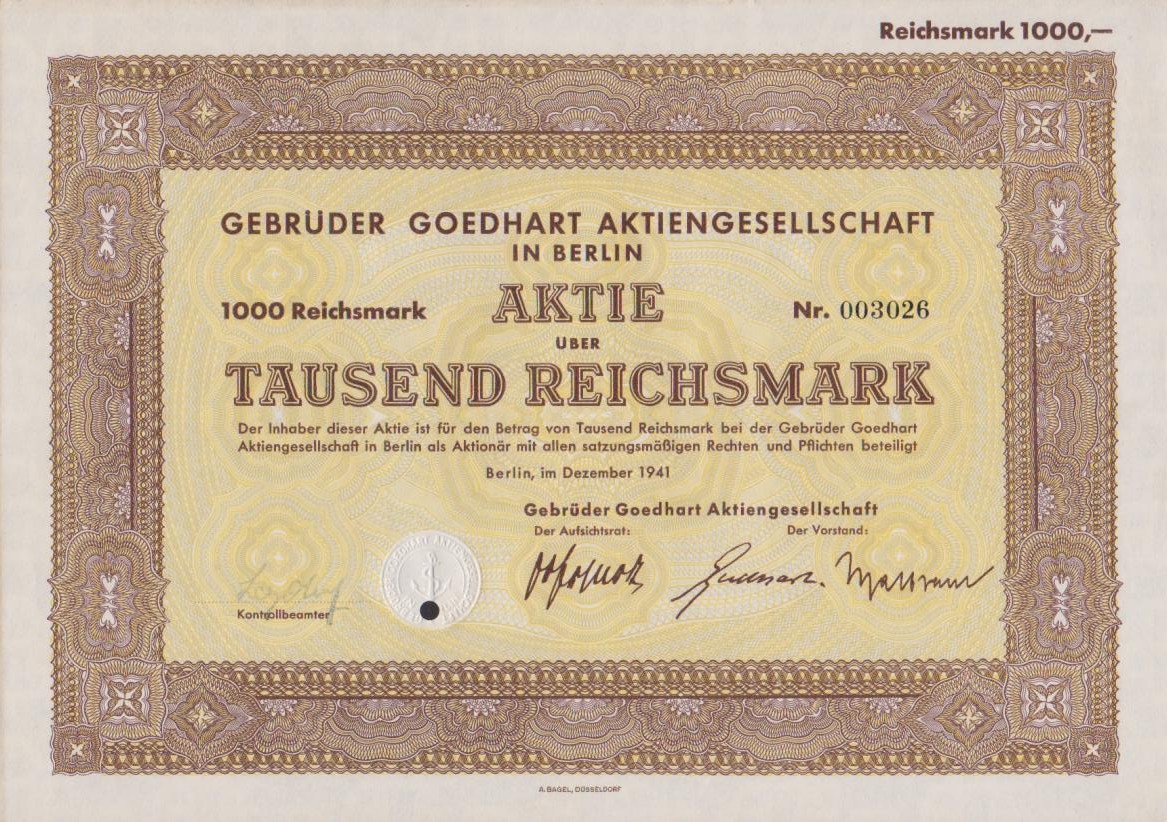 Reichsmark 1000,—
GEBRÜDER GOEDHART AKTIENGESELLSCHAFT
IN BERLIN
1000 Reichsmark AKTIE Nr. 003026
ÜBER
TAUSEND REICHSMARK
Der Inhaber dieser Aktie ist für den Betrag von Tausend Reichsmark bei der Gebrüder Goedhart
Aktiengesellschaft in Berlin als Aktionär mit allen satzungsmäßigen Rechten und Pflichten beteiligt
Berlin, im Dezember 1941
Gebrüder Goedhart Aktiengesellschaft
Der Aufsichtsrat: Der Vorstand:
Kontrollbeamter
A. BAGEL, DÜSSELDORF